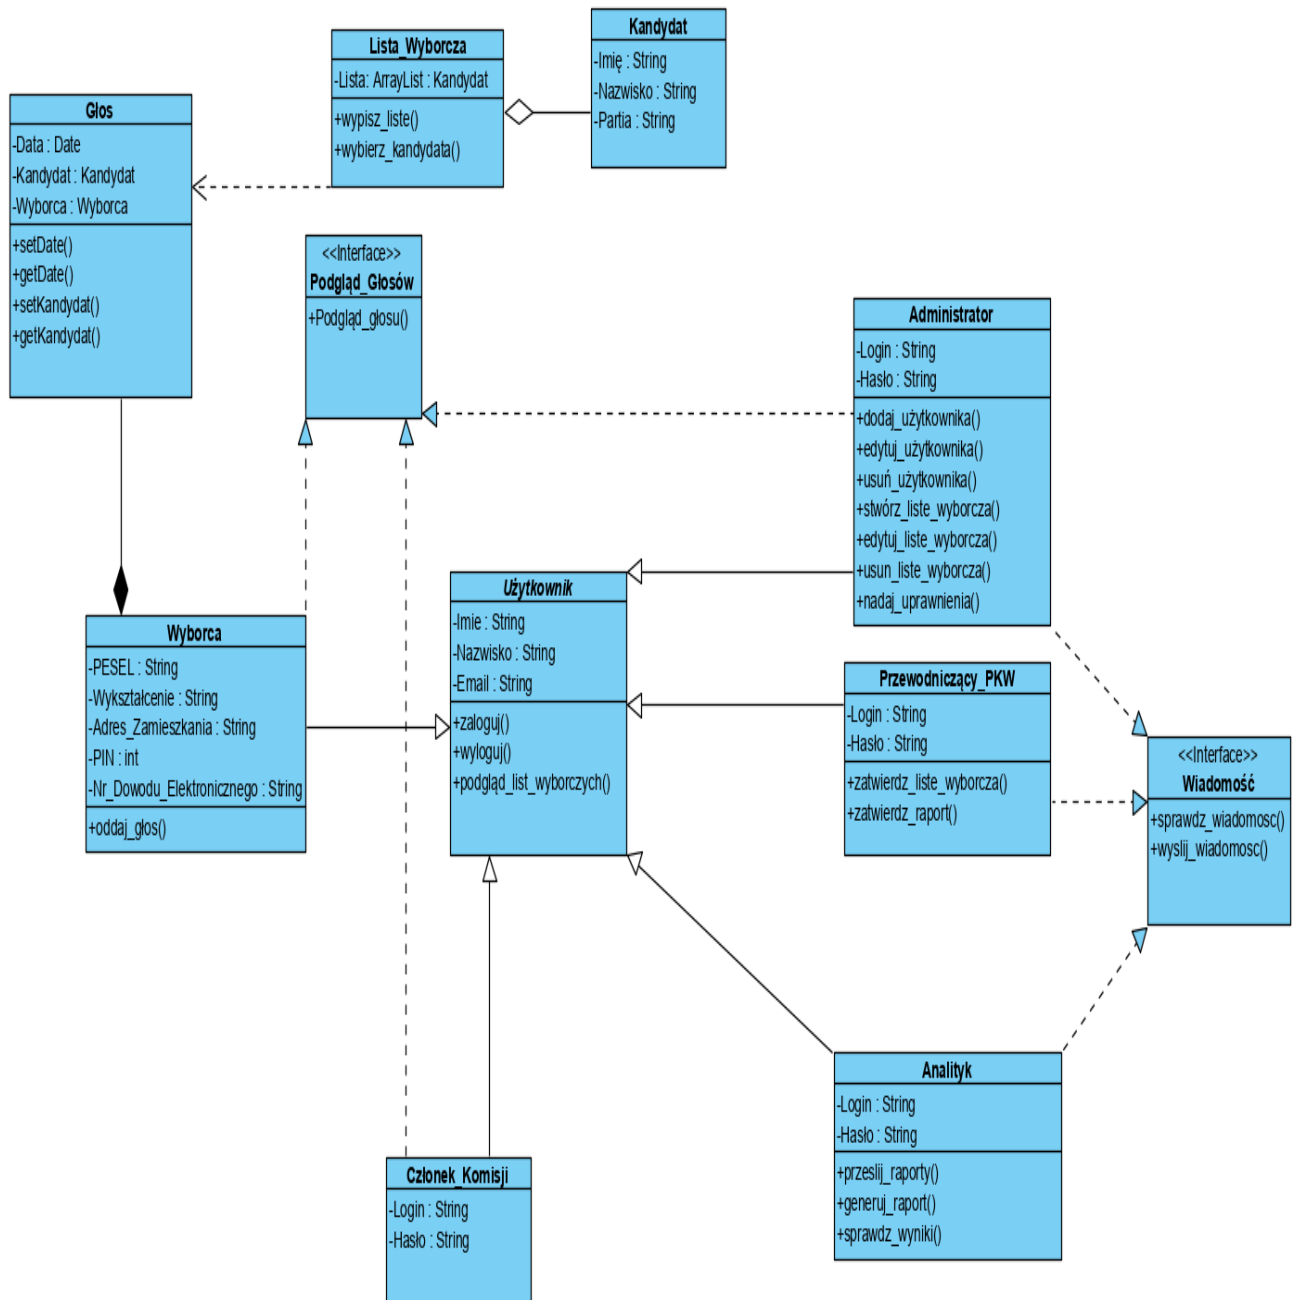 Kandydat
-Imię : String
-Nazwisko : String
-Partia : String
Lista_Wyborcza
-Lista: ArrayList : Kandydat
+wypisz_liste()
+wybierz_kandydata()
Głos
-Data : Date
-Kandydat : Kandydat
-Wyborca : Wyborca
+setDate()
+getDate()
+setKandydat()
+getKandydat()
<<Interface>>
Podgląd_Głosów
+Podgląd_głosu()
Administrator
-Login : String
-Hasło : String
+dodaj_użytkownika()
+edytuj_użytkownika()
+usuń_użytkownika()
+stwórz_liste_wyborcza()
+edytuj_liste_wyborcza()
+usun_liste_wyborcza()
+nadaj_uprawnienia()
Użytkownik
-Imie : String
-Nazwisko : String
-Email : String
+zaloguj()
+wyloguj()
+podgląd_list_wyborczych()
Wyborca
-PESEL : String
-Wykształcenie : String
-Adres_Zamieszkania : String
-PIN : int
-Nr_Dowodu_Elektronicznego : String
+oddaj_głos()
Przewodniczący_PKW
-Login : String
-Hasło : String
+zatwierdz_liste_wyborcza()
+zatwierdz_raport()
<<Interface>>
Wiadomość
+sprawdz_wiadomosc()
+wyslij_wiadomosc()
Analityk
-Login : String
-Hasło : String
+przeslij_raporty()
+generuj_raport()
+sprawdz_wyniki()
Członek_Komisji
-Login : String
-Hasło : String